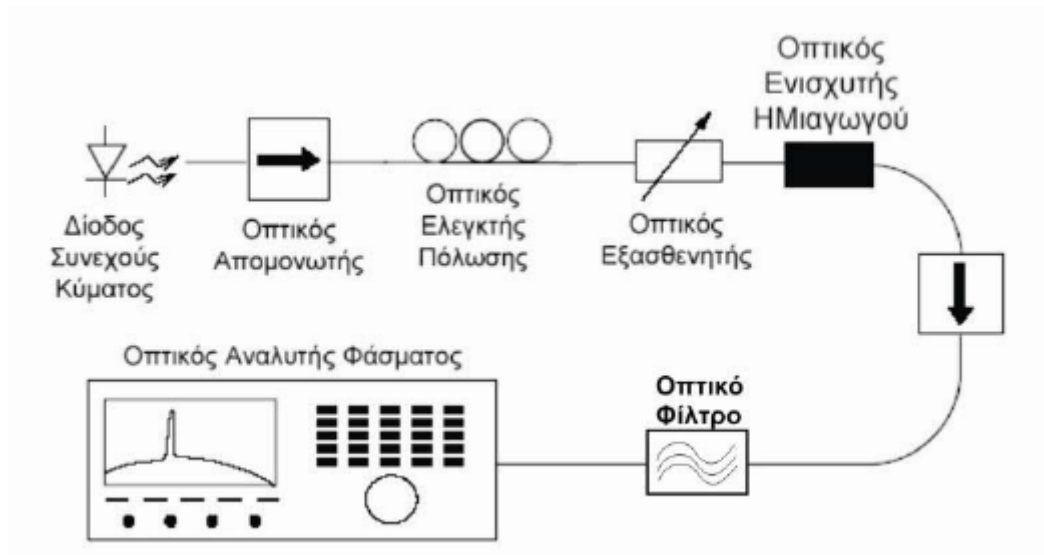 Οπτικός
Ενισχυτής
ΗΜιαγωγού
Δίοδος
Συνεχούς
Κύματος
Οπτικός
Απομονωτής
Οπτικός
Ελεγκτής
Πόλωσης
Οπτικός
Εξασθενητής
Οπτικός Αναλυτής Φάσματος
Οπτικό
Φίλτρο